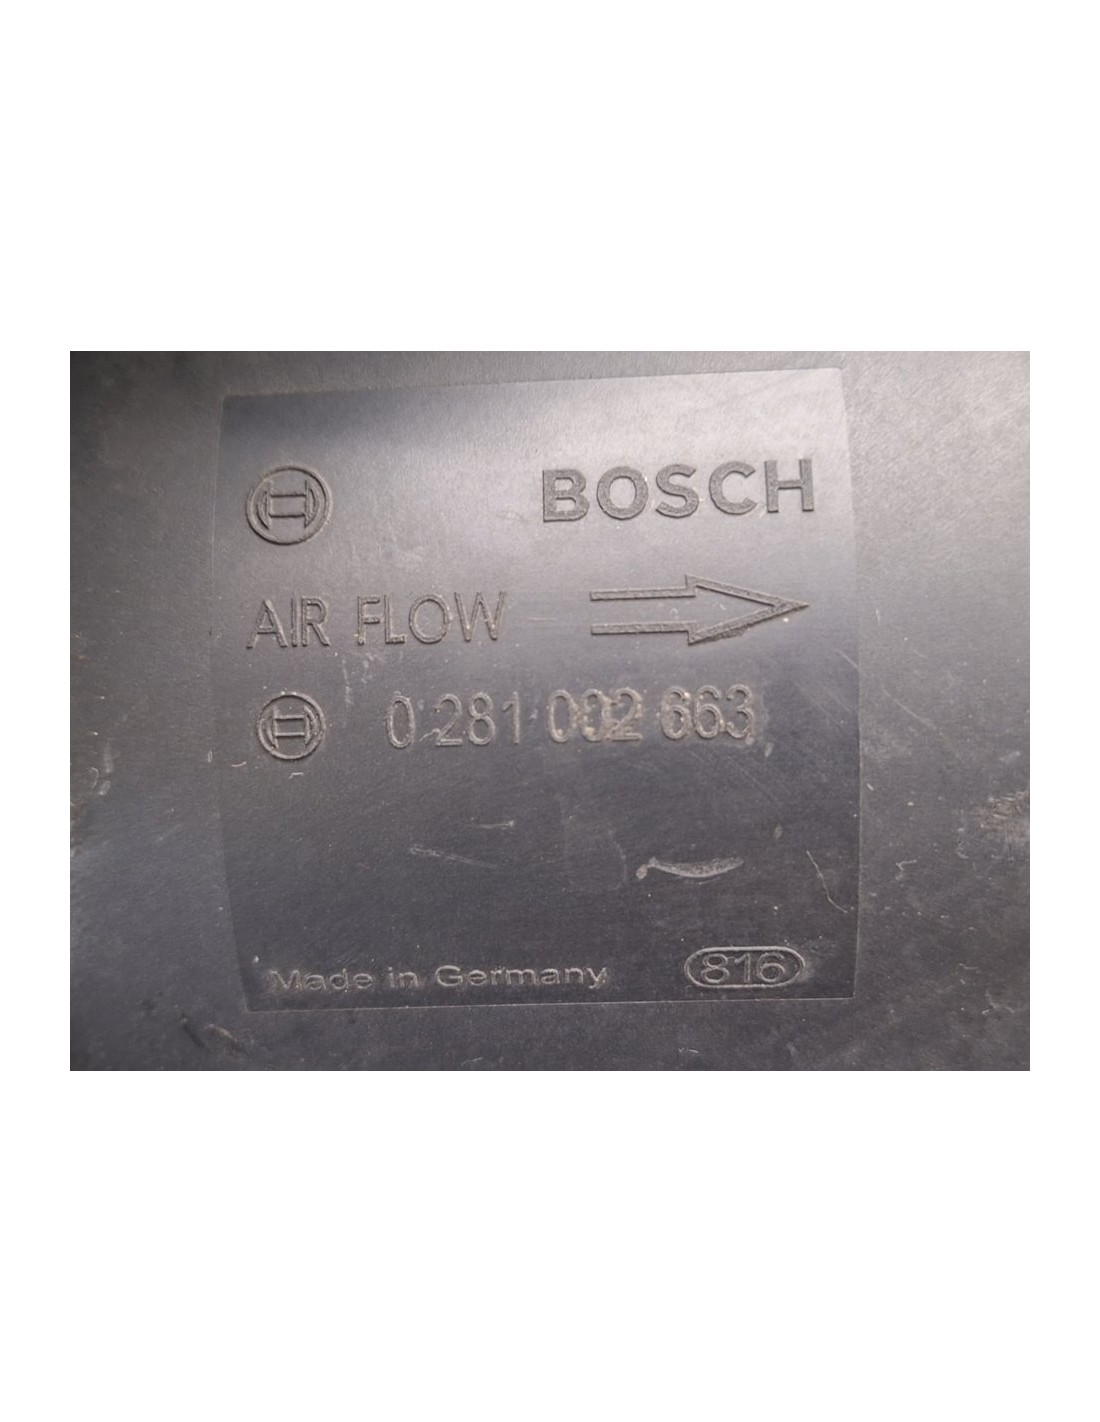 BOSCH
AIR FLOW
0 281 002 663
Made in Germany 816